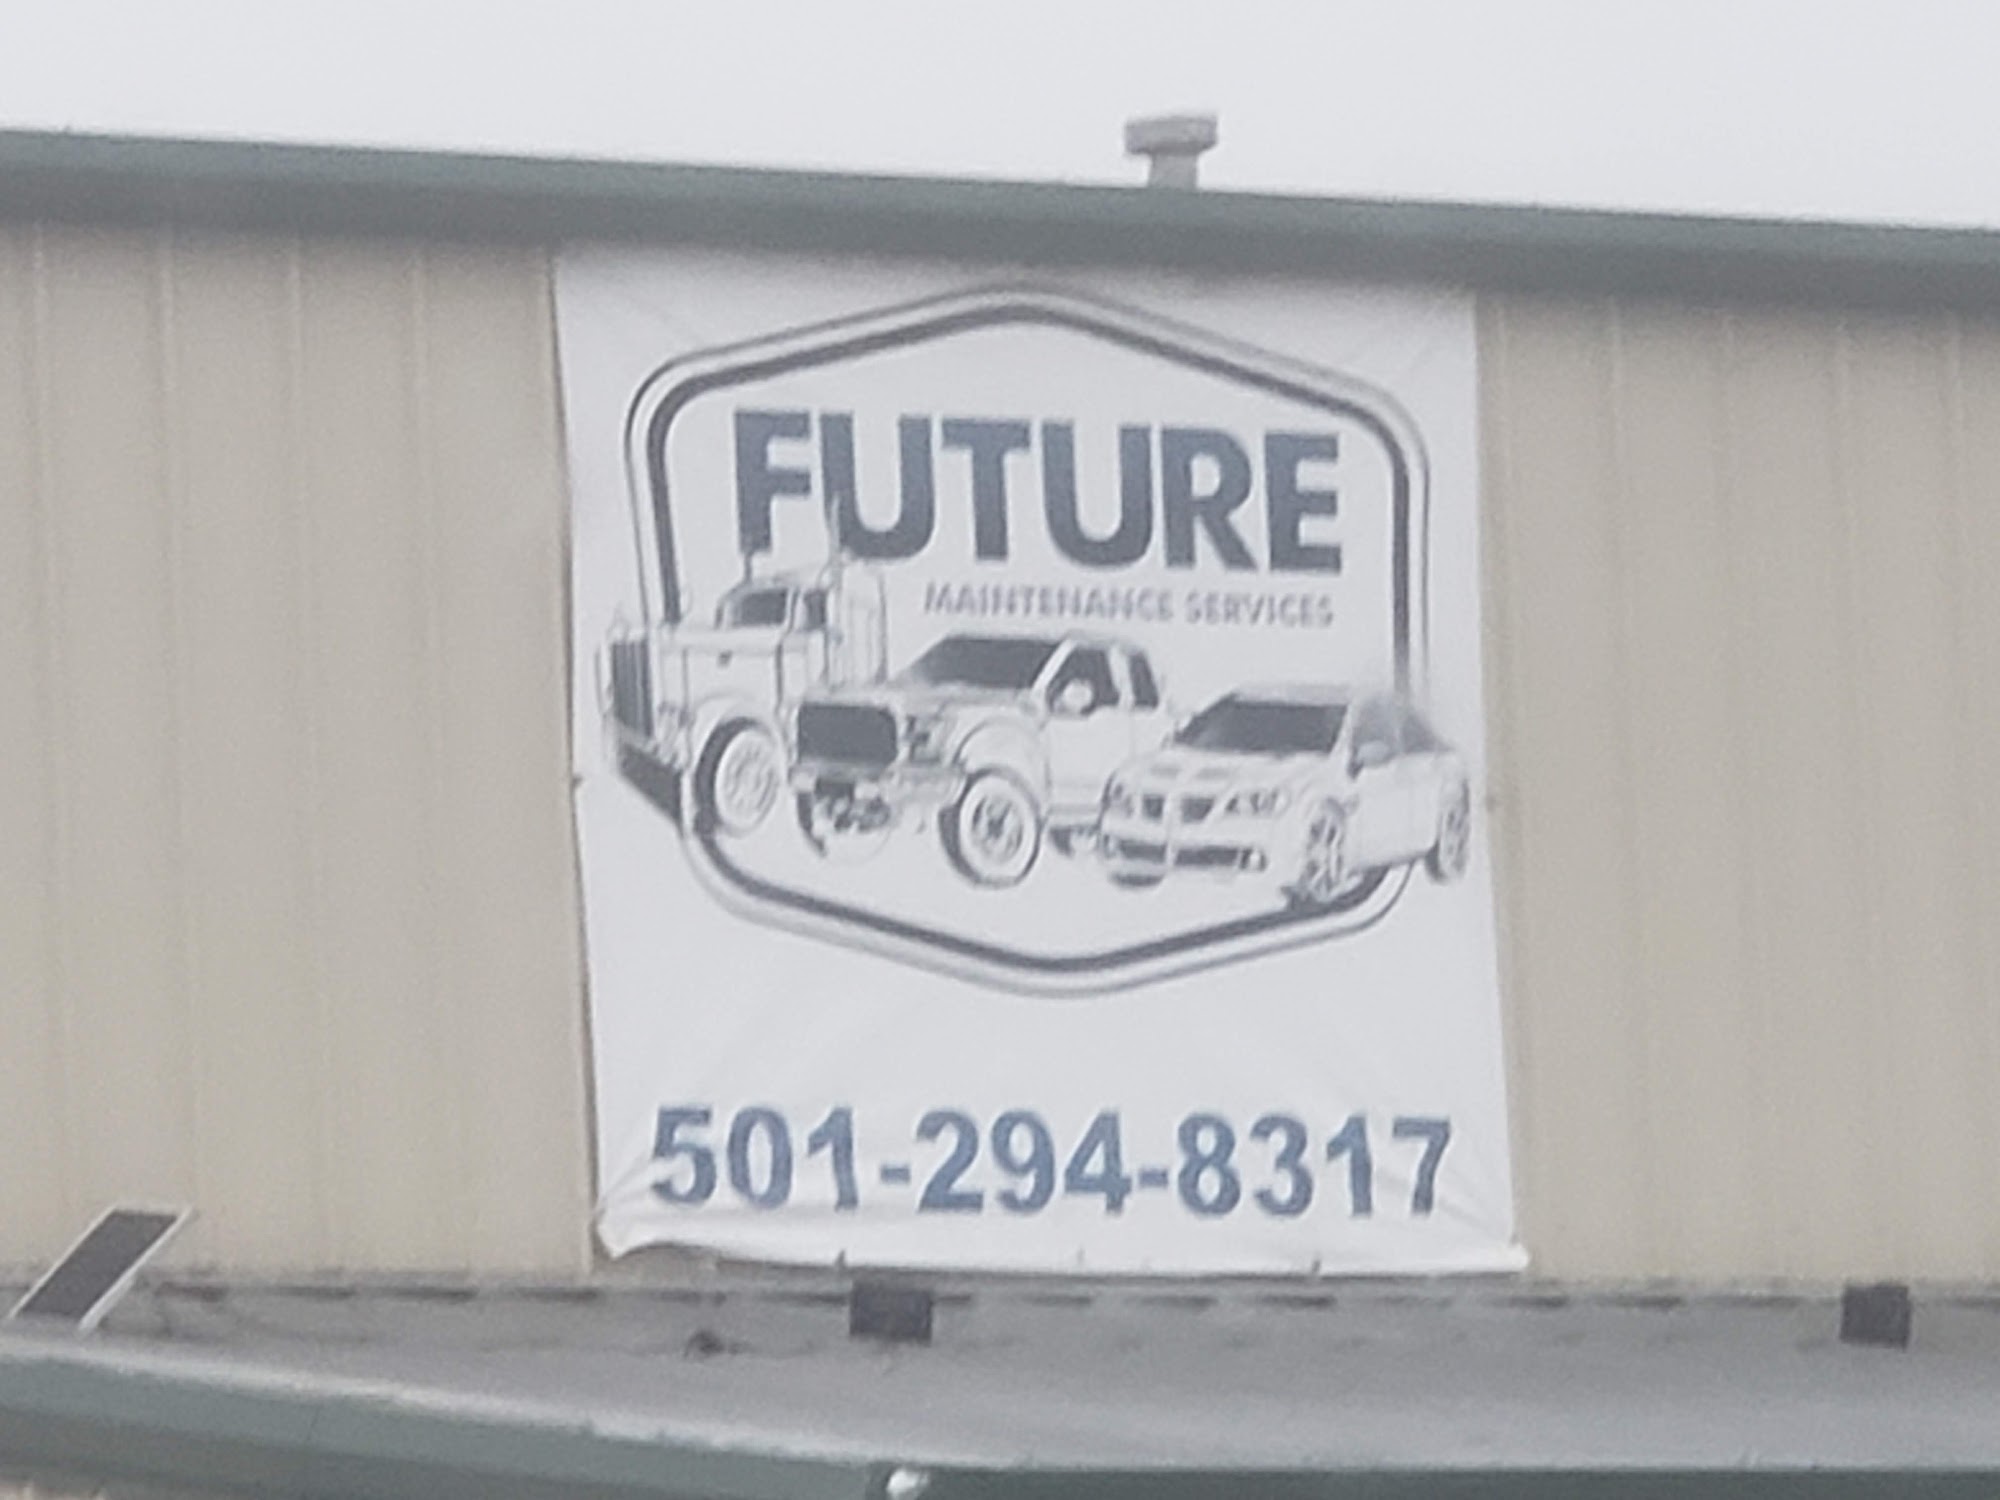 FUTURE
MAINTENANCE SERVICES
501-294-8317